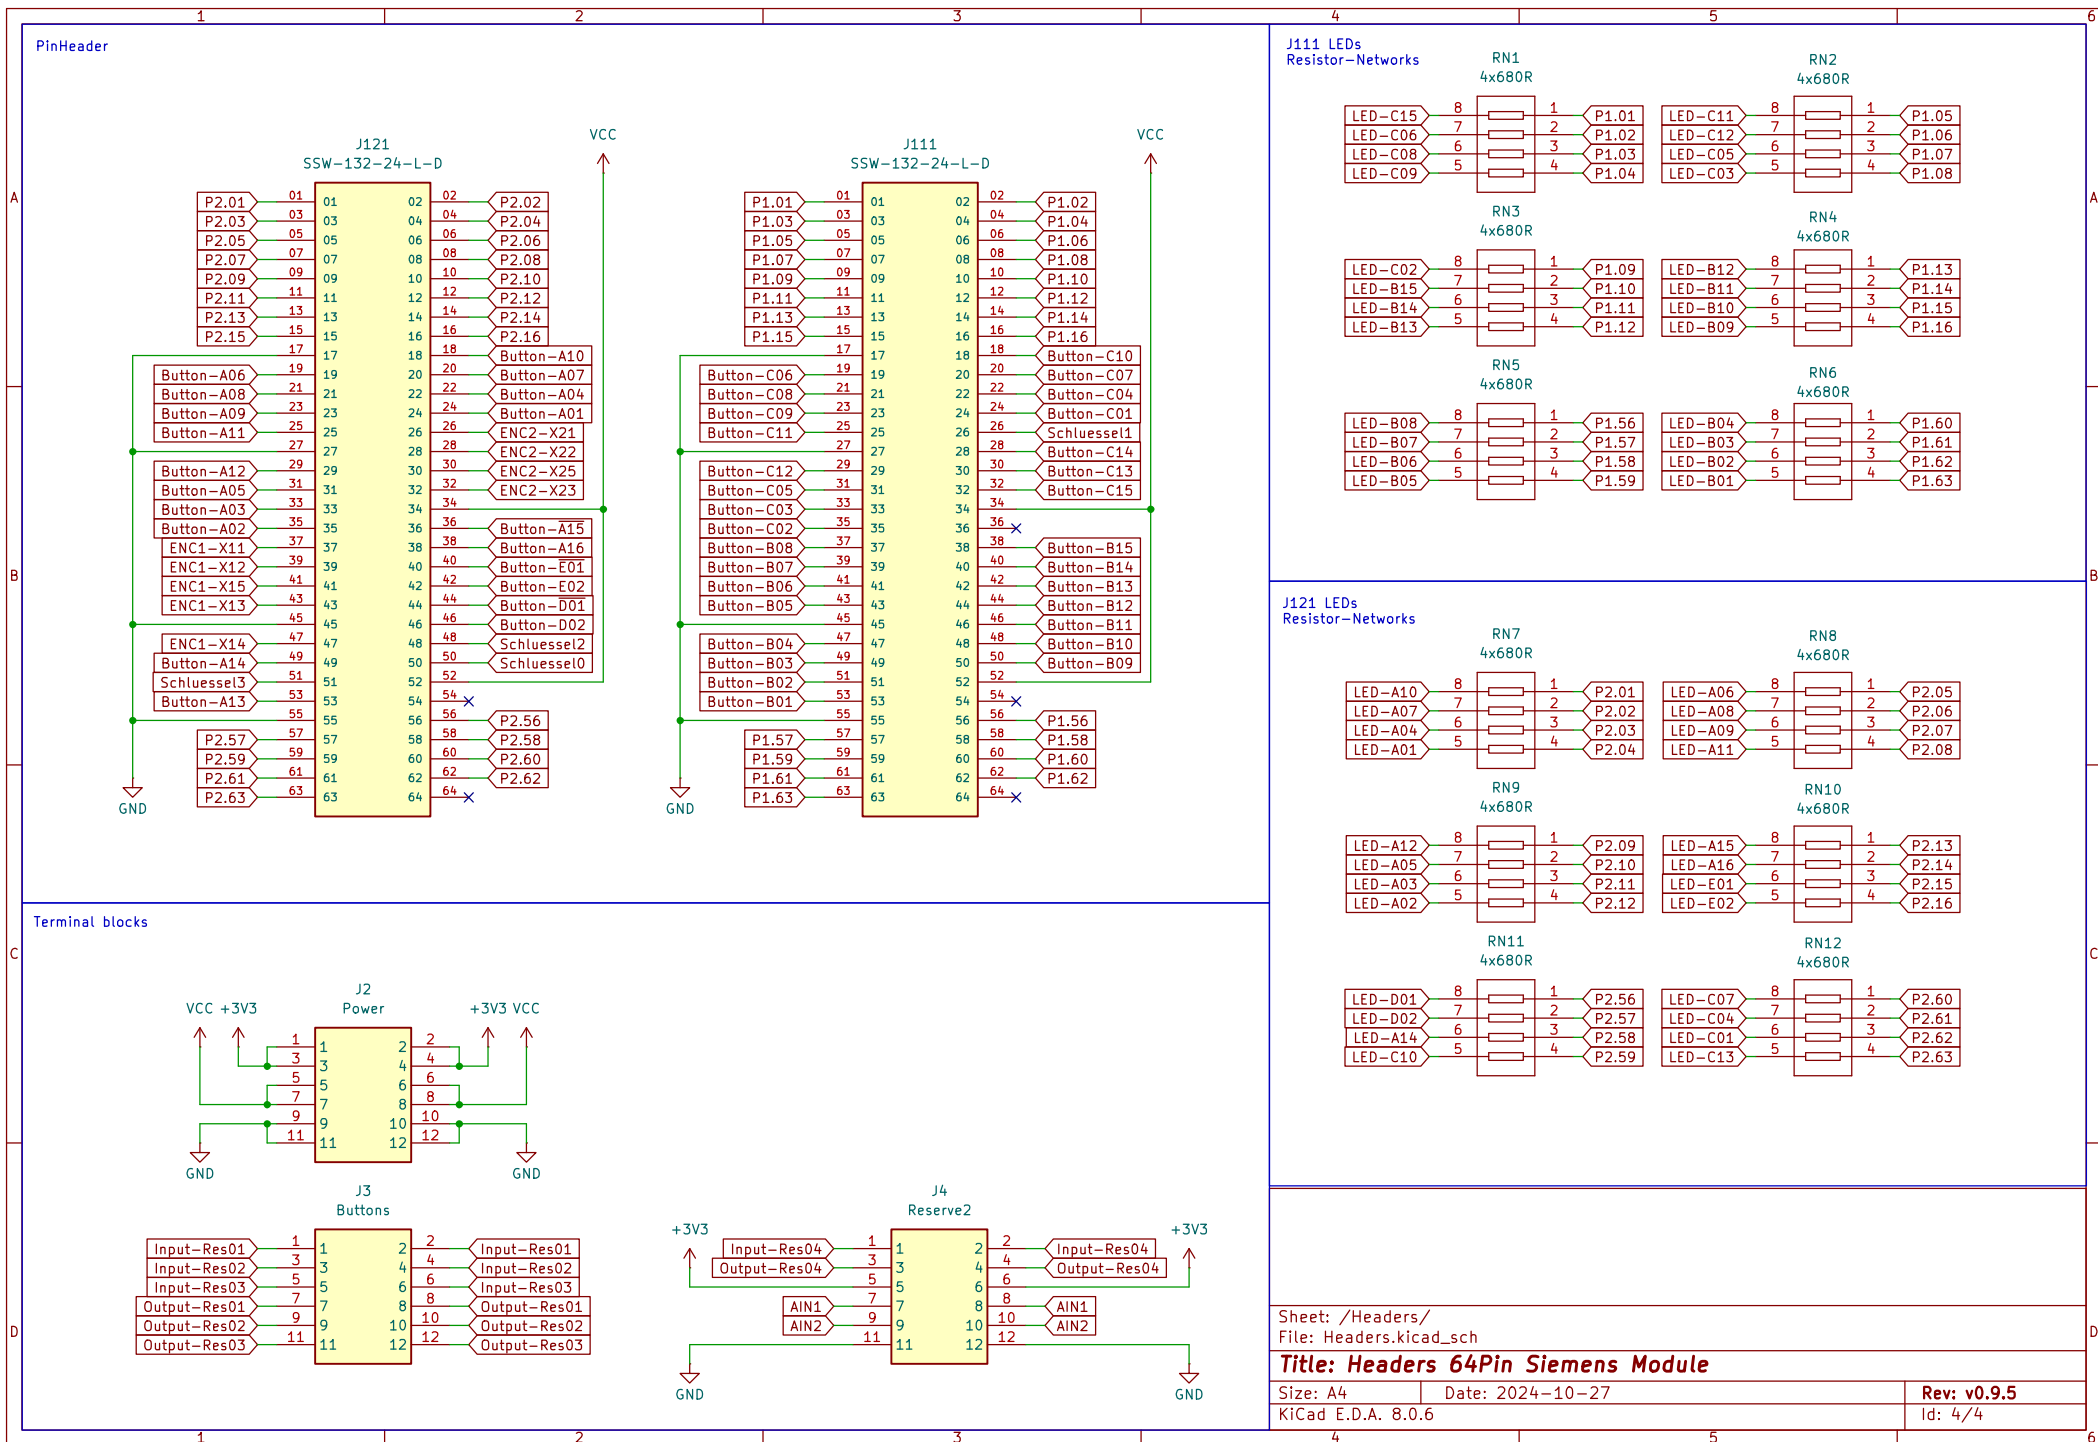 1 2 3 4 5 6
PinHeader
J121
SSW-132-24-L-D
VCC
P2.01 01 01 02 02 P2.02
P2.03 03 03 04 04 P2.04
P2.05 05 05 06 06 P2.06
P2.07 07 07 08 08 P2.08
P2.09 09 09 10 10 P2.10
P2.11 11 11 12 12 P2.12
P2.13 13 13 14 14 P2.14
P2.15 15 15 16 16 P2.16
17 17 18 18 Button-A10
Button-A06 19 19 20 20 Button-A07
Button-A08 21 21 22 22 Button-A04
Button-A09 23 23 24 24 Button-A01
Button-A11 25 25 26 26 ENC2-X21
27 27 28 28 ENC2-X22
Button-A12 29 29 30 30 ENC2-X25
Button-A05 31 31 32 32 ENC2-X23
Button-A03 33 33 34 34
Button-A02 35 35 36 36 Button-A15
ENC1-X11 37 37 38 38 Button-A16
ENC1-X12 39 39 40 40 Button-E01
ENC1-X15 41 41 42 42 Button-E02
ENC1-X13 43 43 44 44 Button-D01
45 45 46 46 Button-D02
ENC1-X14 47 47 48 48 Schluessel2
Button-A14 49 49 50 50 Schluessel0
Schluessel3 51 51 52 52
Button-A13 53 53 54 54
55 55 56 56 P2.56
P2.57 57 57 58 58 P2.58
P2.59 59 59 60 60 P2.60
P2.61 61 61 62 62 P2.62
P2.63 63 63 64 64
GND
J111
SSW-132-24-L-D
VCC
P1.01 01 01 02 02 P1.02
P1.03 03 03 04 04 P1.04
P1.05 05 05 06 06 P1.06
P1.07 07 07 08 08 P1.08
P1.09 09 09 10 10 P1.10
P1.11 11 11 12 12 P1.12
P1.13 13 13 14 14 P1.14
P1.15 15 15 16 16 P1.16
17 17 18 18 Button-C10
Button-C06 19 19 20 20 Button-C07
Button-C08 21 21 22 22 Button-C04
Button-C09 23 23 24 24 Button-C01
Button-C11 25 25 26 26 Schluessel1
27 27 28 28 Button-C14
Button-C12 29 29 30 30 Button-C13
Button-C05 31 31 32 32 Button-C15
Button-C03 33 33 34 34
Button-C02 35 35 36 36
Button-B08 37 37 38 38 Button-B15
Button-B07 39 39 40 40 Button-B14
Button-B06 41 41 42 42 Button-B13
Button-B05 43 43 44 44 Button-B12
45 45 46 46 Button-B11
Button-B04 47 47 48 48 Button-B10
Button-B03 49 49 50 50 Button-B09
Button-B02 51 51 52 52
Button-B01 53 53 54 54
55 55 56 56 P1.56
P1.57 57 57 58 58 P1.58
P1.59 59 59 60 60 P1.60
P1.61 61 61 62 62 P1.62
P1.63 63 63 64 64
GND
J111 LEDs
Resistor-Networks
RN1
4x680R
LED-C15 8 1 P1.01
LED-C06 7 2 P1.02
LED-C08 6 3 P1.03
LED-C09 5 4 P1.04
RN2
4x680R
LED-C11 8 1 P1.05
LED-C12 7 2 P1.06
LED-C05 6 3 P1.07
LED-C03 5 4 P1.08
RN3
4x680R
LED-C02 8 1 P1.09
LED-B15 7 2 P1.10
LED-B14 6 3 P1.11
LED-B13 5 4 P1.12
RN4
4x680R
LED-B12 8 1 P1.13
LED-B11 7 2 P1.14
LED-B10 6 3 P1.15
LED-B09 5 4 P1.16
RN5
4x680R
LED-B08 8 1 P1.56
LED-B07 7 2 P1.57
LED-B06 6 3 P1.58
LED-B05 5 4 P1.59
RN6
4x680R
LED-B04 8 1 P1.60
LED-B03 7 2 P1.61
LED-B02 6 3 P1.62
LED-B01 5 4 P1.63
J121 LEDs
Resistor-Networks
RN7
4x680R
LED-A10 8 1 P2.01
LED-A07 7 2 P2.02
LED-A04 6 3 P2.03
LED-A01 5 4 P2.04
RN8
4x680R
LED-A06 8 1 P2.05
LED-A08 7 2 P2.06
LED-A09 6 3 P2.07
LED-A11 5 4 P2.08
RN9
4x680R
LED-A12 8 1 P2.09
LED-A05 7 2 P2.10
LED-A03 6 3 P2.11
LED-A02 5 4 P2.12
RN10
4x680R
LED-A15 8 1 P2.13
LED-A16 7 2 P2.14
LED-E01 6 3 P2.15
LED-E02 5 4 P2.16
RN11
4x680R
LED-D01 8 1 P2.56
LED-D02 7 2 P2.57
LED-A14 6 3 P2.58
LED-C10 5 4 P2.59
RN12
4x680R
LED-C07 8 1 P2.60
LED-C04 7 2 P2.61
LED-C01 6 3 P2.62
LED-C13 5 4 P2.63
Terminal blocks
J2
Power
VCC +3V3 +3V3 VCC
1 1 2 2
3 3 4 4
5 5 6 6
7 7 8 8
9 9 10 10
11 11 12 12
GND GND
J3
Buttons
Input-Res01 1 1 2 2 Input-Res01
Input-Res02 3 3 4 4 Input-Res02
Input-Res03 5 5 6 6 Input-Res03
Output-Res01 7 7 8 8 Output-Res01
Output-Res02 9 9 10 10 Output-Res02
Output-Res03 11 11 12 12 Output-Res03
J4
Reserve2
+3V3 +3V3
Input-Res04 1 1 2 2 Input-Res04
Output-Res04 3 3 4 4 Output-Res04
5 5 6 6
AIN1 7 7 8 8 AIN1
AIN2 9 9 10 10 AIN2
11 11 12 12
GND GND
Sheet: /Headers/
File: Headers.kicad_sch
Title: Headers 64Pin Siemens Module
Size: A4 Date: 2024-10-27 Rev: v0.9.5
KiCad E.D.A. 8.0.6 Id: 4/4
A A
B B
C C
D D
1 2 3 4 5 6